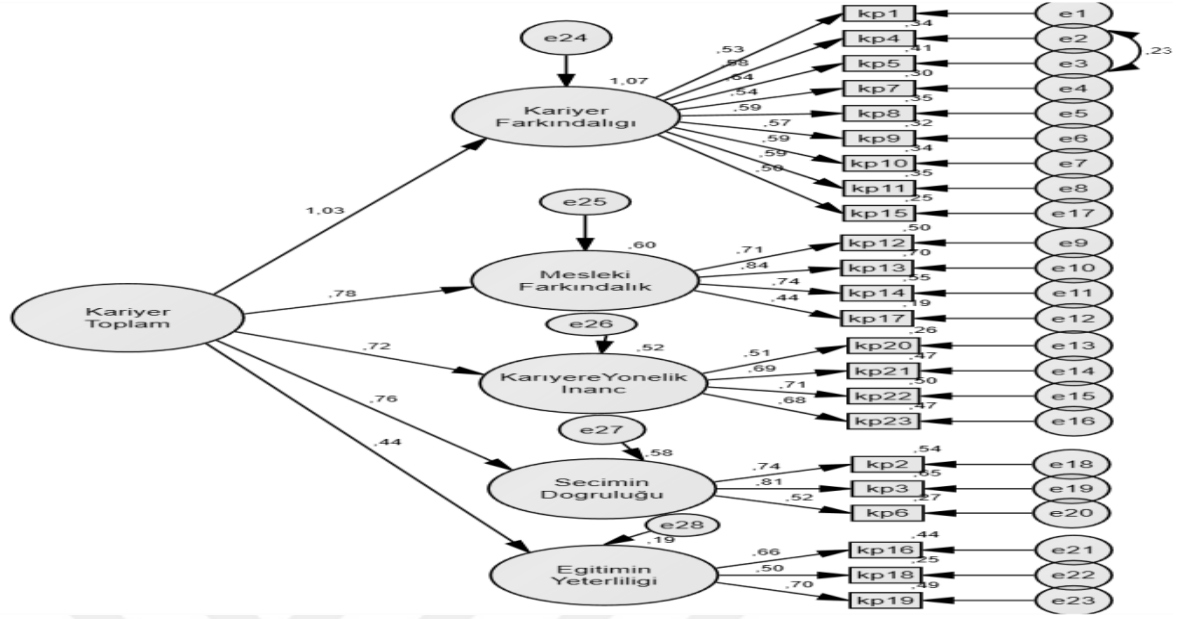 kp1
e1
.34
e24
kp4
e2
.53
.41
.23
.58
kp5
e3
.64
.30
1,07
kp7
e4
.54
.35
Kariyer
Farkındalıgı
.59
kp8
e5
.32
.57
kp9
e6
.34
.59
kp10
e7
.35
.59
kp11
e8
.50
.25
kp15
e17
e25
1,03
.50
.60
.71
kp12
e9
.70
.84
kp13
e10
.55
Mesleki
Farkındalık
.74
kp14
e11
.19
.78
.44
kp17
e12
Kariyer
Toplam
e26
.26
kp20
e13
.72
.52
.51
.47
.69
kp21
e14
.50
KarıyereYonelik
Inanc
.71
kp22
e15
.47
.68
kp23
e16
.76
e27
.44
.58
.54
.74
kp2
e18
.65
Secimin
Dogruluğu
.81
kp3
e19
.27
.52
kp6
e20
e28
.19
.44
.66
kp16
e21
.25
Egitimin
Yeterliligi
.50
kp18
e22
.49
.70
kp19
e23